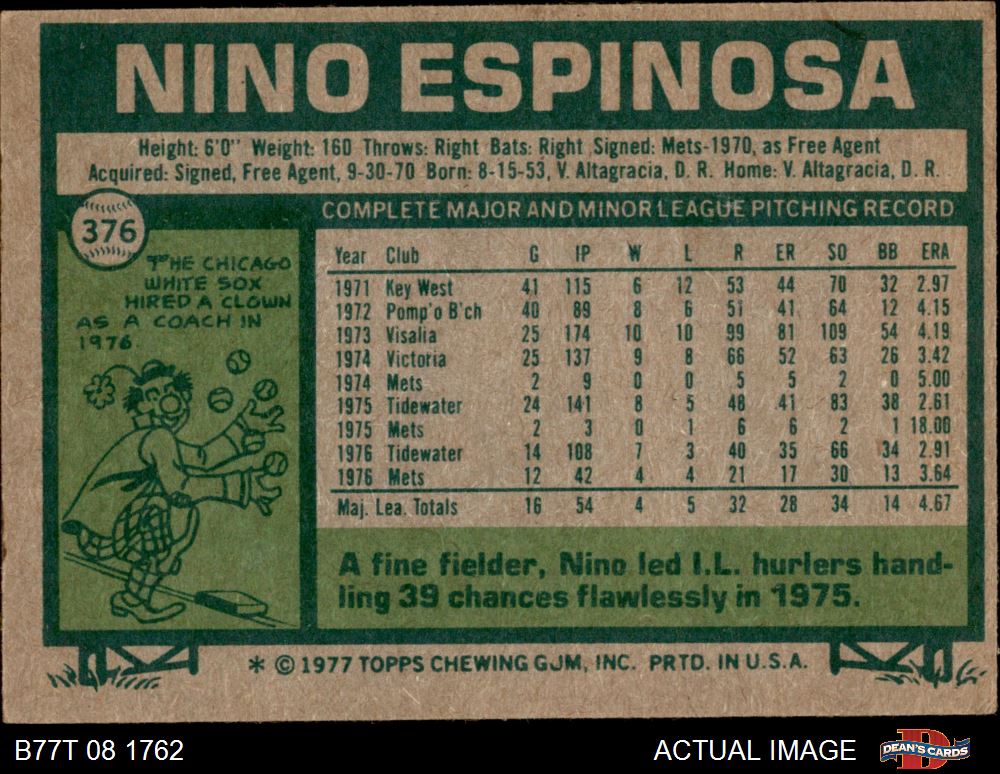 NINO ESPINOSA
Height: 6'0" Weight: 160 Throws: Right Bats: Right Signed: Mets-1970, as Free Agent
Acquired: Signed, Free Agent, 9-30-70 Born: 8-15-53, V. Altagracia, D. R. Home: V. Altagracia, D. R.
376
THE CHICAGO
WHITE SOX
HIRED A CLOWN
AS A COACH IN
1976
COMPLETE MAJOR AND MINOR LEAGUE PITCHING RECORD
Year Club G IP W L R ER SO BB ERA
1971 Key West 41 115 6 12 53 44 70 32 2.97
1972 Pomp'o B'ch 40 89 8 6 51 41 64 12 4.15
1973 Visalia 25 174 10 10 99 81 109 54 4.19
1974 Victoria 25 137 9 8 66 52 63 26 3.42
1974 Mets 2 9 0 0 5 5 2 0 5.00
1975 Tidewater 24 141 8 5 48 41 83 38 2.61
1975 Mets 2 3 0 1 6 6 2 1 18.00
1976 Tidewater 14 108 7 3 40 35 66 34 2.91
1976 Mets 12 42 4 4 21 17 30 13 3.64
Maj. Lea. Totals 16 54 4 5 32 28 34 14 4.67
A fine fielder, Nino led I.L. hurlers hand-
ling 39 chances flawlessly in 1975.
* © 1977 TOPPS CHEWING GUM, INC. PRTD. IN U.S.A.
B77T 08 1762
ACTUAL IMAGE
DEAN'S CARDS